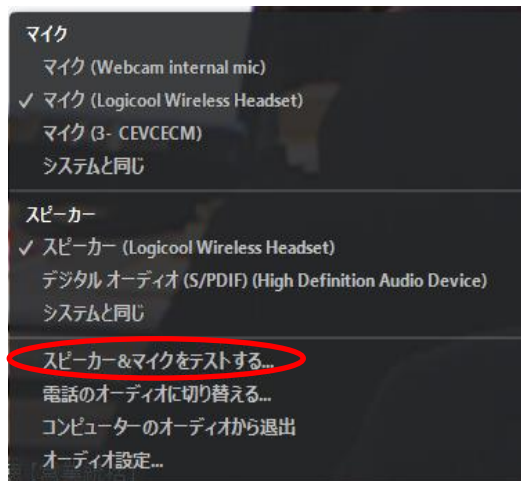 マイク
マイク (Webcam internal mic)
✓ マイク (Logicool Wireless Headset)
マイク (3- CEVCECM)
システムと同じ
スピーカー
✓ スピーカー (Logicool Wireless Headset)
デジタル オーディオ (S/PDIF) (High Definition Audio Device)
システムと同じ
スピーカー&マイクをテストする...
電話のオーディオに切り替える...
コンピューターのオーディオから退出
オーディオ設定...